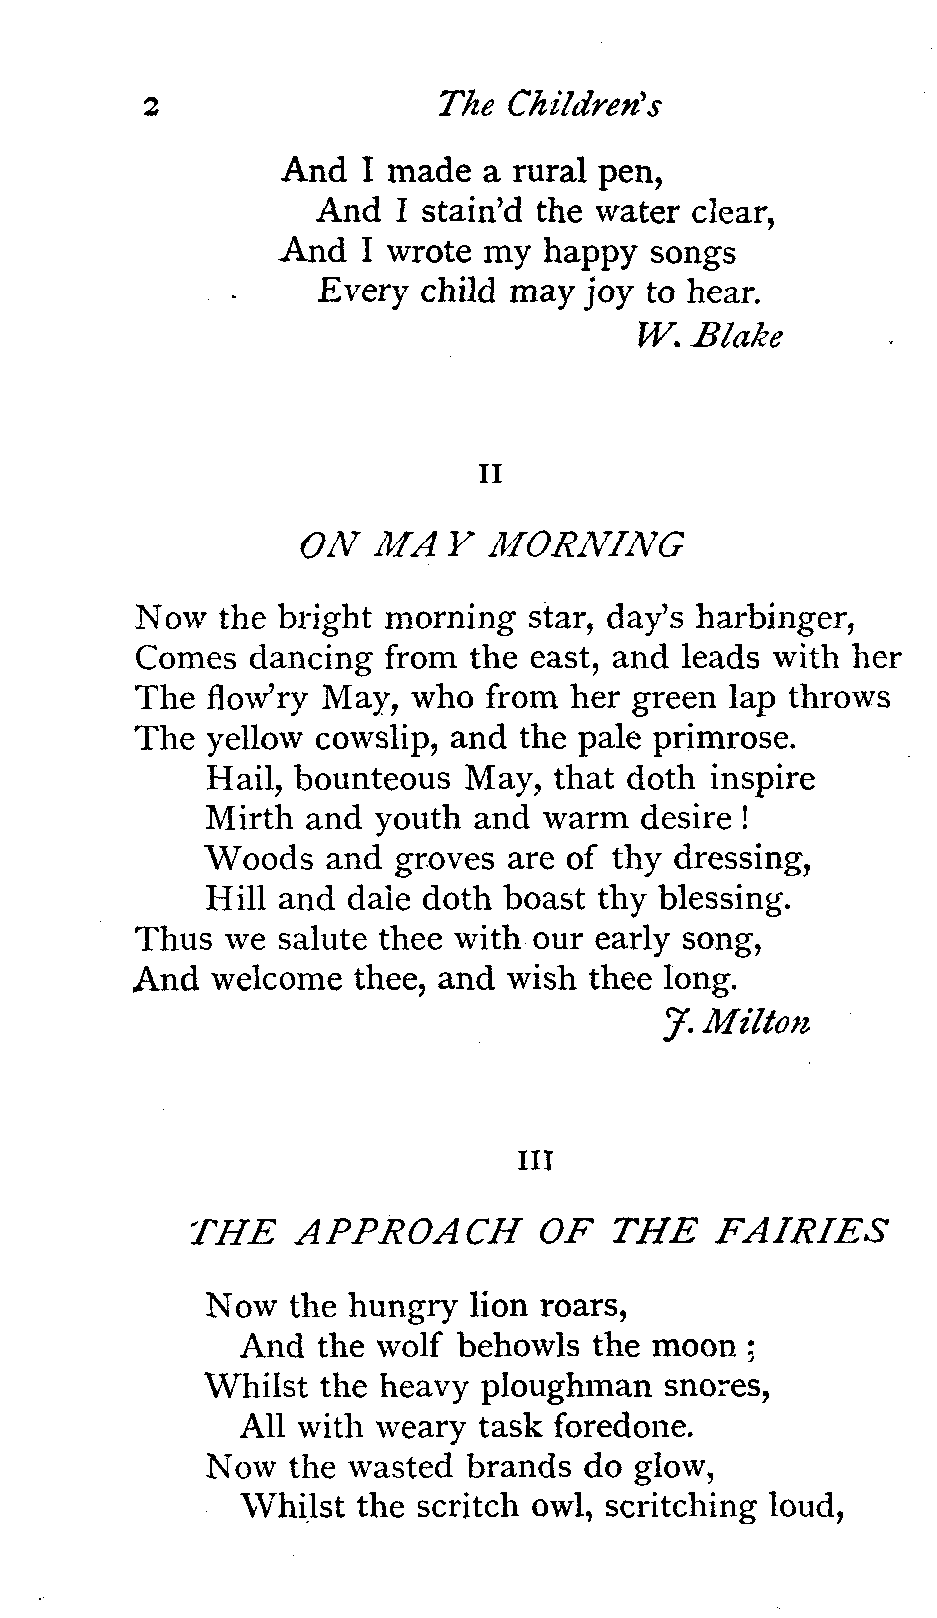 2 The Children's
And I made a rural pen,
And I stain'd the water clear,
And I wrote my happy songs
Every child may joy to hear.
W. Blake
II
ON MAY MORNING
Now the bright morning star, day's harbinger,
Comes dancing from the east, and leads with her
The flow'ry May, who from her green lap throws
The yellow cowslip, and the pale primrose.
Hail, bounteous May, that doth inspire
Mirth and youth and warm desire !
Woods and groves are of thy dressing,
Hill and dale doth boast thy blessing.
Thus we salute thee with our early song,
And welcome thee, and wish thee long.
J. Milton
III
THE APPROACH OF THE FAIRIES
Now the hungry lion roars,
And the wolf behowls the moon ;
Whilst the heavy ploughman snores,
All with weary task foredone.
Now the wasted brands do glow,
Whilst the scritch owl, scritching loud,